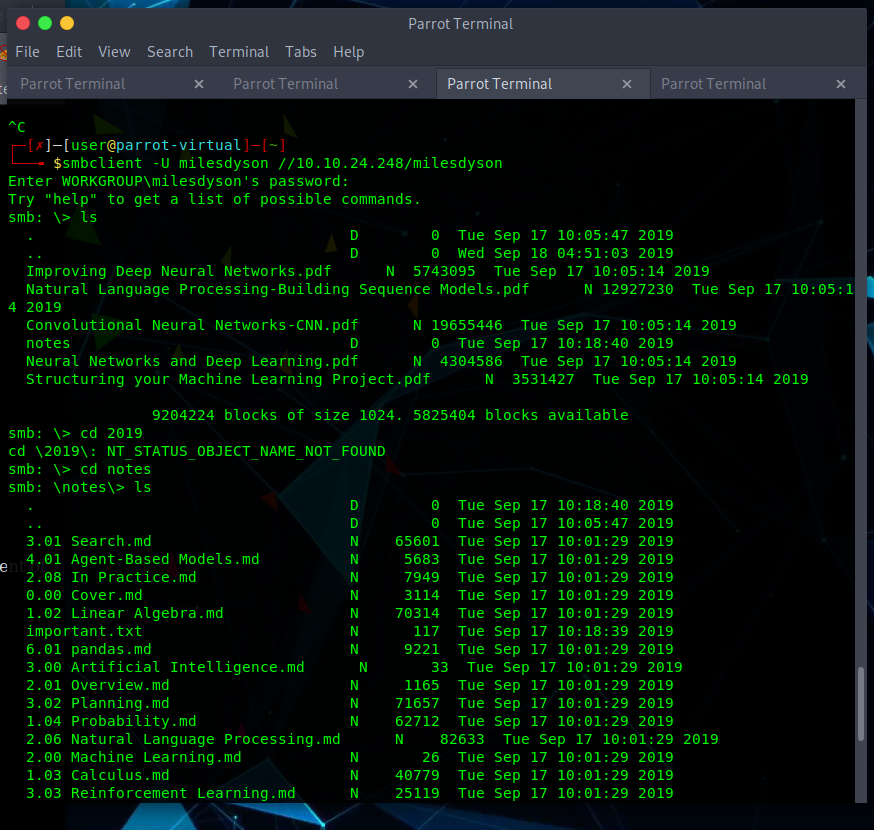 Parrot Terminal
File Edit View Search Terminal Tabs Help
Parrot Terminal × Parrot Terminal × Parrot Terminal × Parrot Terminal ×
^C
┌─[✗]─[user@parrot-virtual]─[~]
└──╼ $smbclient -U milesdyson //10.10.24.248/milesdyson
Enter WORKGROUP\milesdyson's password:
Try "help" to get a list of possible commands.
smb: \> ls
. D 0 Tue Sep 17 10:05:47 2019
.. D 0 Wed Sep 18 04:51:03 2019
Improving Deep Neural Networks.pdf N 5743095 Tue Sep 17 10:05:14 2019
Natural Language Processing-Building Sequence Models.pdf N 12927230 Tue Sep 17 10:05:1
4 2019
Convolutional Neural Networks-CNN.pdf N 19655446 Tue Sep 17 10:05:14 2019
notes D 0 Tue Sep 17 10:18:40 2019
Neural Networks and Deep Learning.pdf N 4304586 Tue Sep 17 10:05:14 2019
Structuring your Machine Learning Project.pdf N 3531427 Tue Sep 17 10:05:14 2019
9204224 blocks of size 1024. 5825404 blocks available
smb: \> cd 2019
cd \2019\: NT_STATUS_OBJECT_NAME_NOT_FOUND
smb: \> cd notes
smb: \notes\> ls
. D 0 Tue Sep 17 10:18:40 2019
.. D 0 Tue Sep 17 10:05:47 2019
3.01 Search.md N 65601 Tue Sep 17 10:01:29 2019
4.01 Agent-Based Models.md N 5683 Tue Sep 17 10:01:29 2019
2.08 In Practice.md N 7949 Tue Sep 17 10:01:29 2019
0.00 Cover.md N 3114 Tue Sep 17 10:01:29 2019
1.02 Linear Algebra.md N 70314 Tue Sep 17 10:01:29 2019
important.txt N 117 Tue Sep 17 10:18:39 2019
6.01 pandas.md N 9221 Tue Sep 17 10:01:29 2019
3.00 Artificial Intelligence.md N 33 Tue Sep 17 10:01:29 2019
2.01 Overview.md N 1165 Tue Sep 17 10:01:29 2019
3.02 Planning.md N 71657 Tue Sep 17 10:01:29 2019
1.04 Probability.md N 62712 Tue Sep 17 10:01:29 2019
2.06 Natural Language Processing.md N 82633 Tue Sep 17 10:01:29 2019
2.00 Machine Learning.md N 26 Tue Sep 17 10:01:29 2019
1.03 Calculus.md N 40779 Tue Sep 17 10:01:29 2019
3.03 Reinforcement Learning.md N 25119 Tue Sep 17 10:01:29 2019